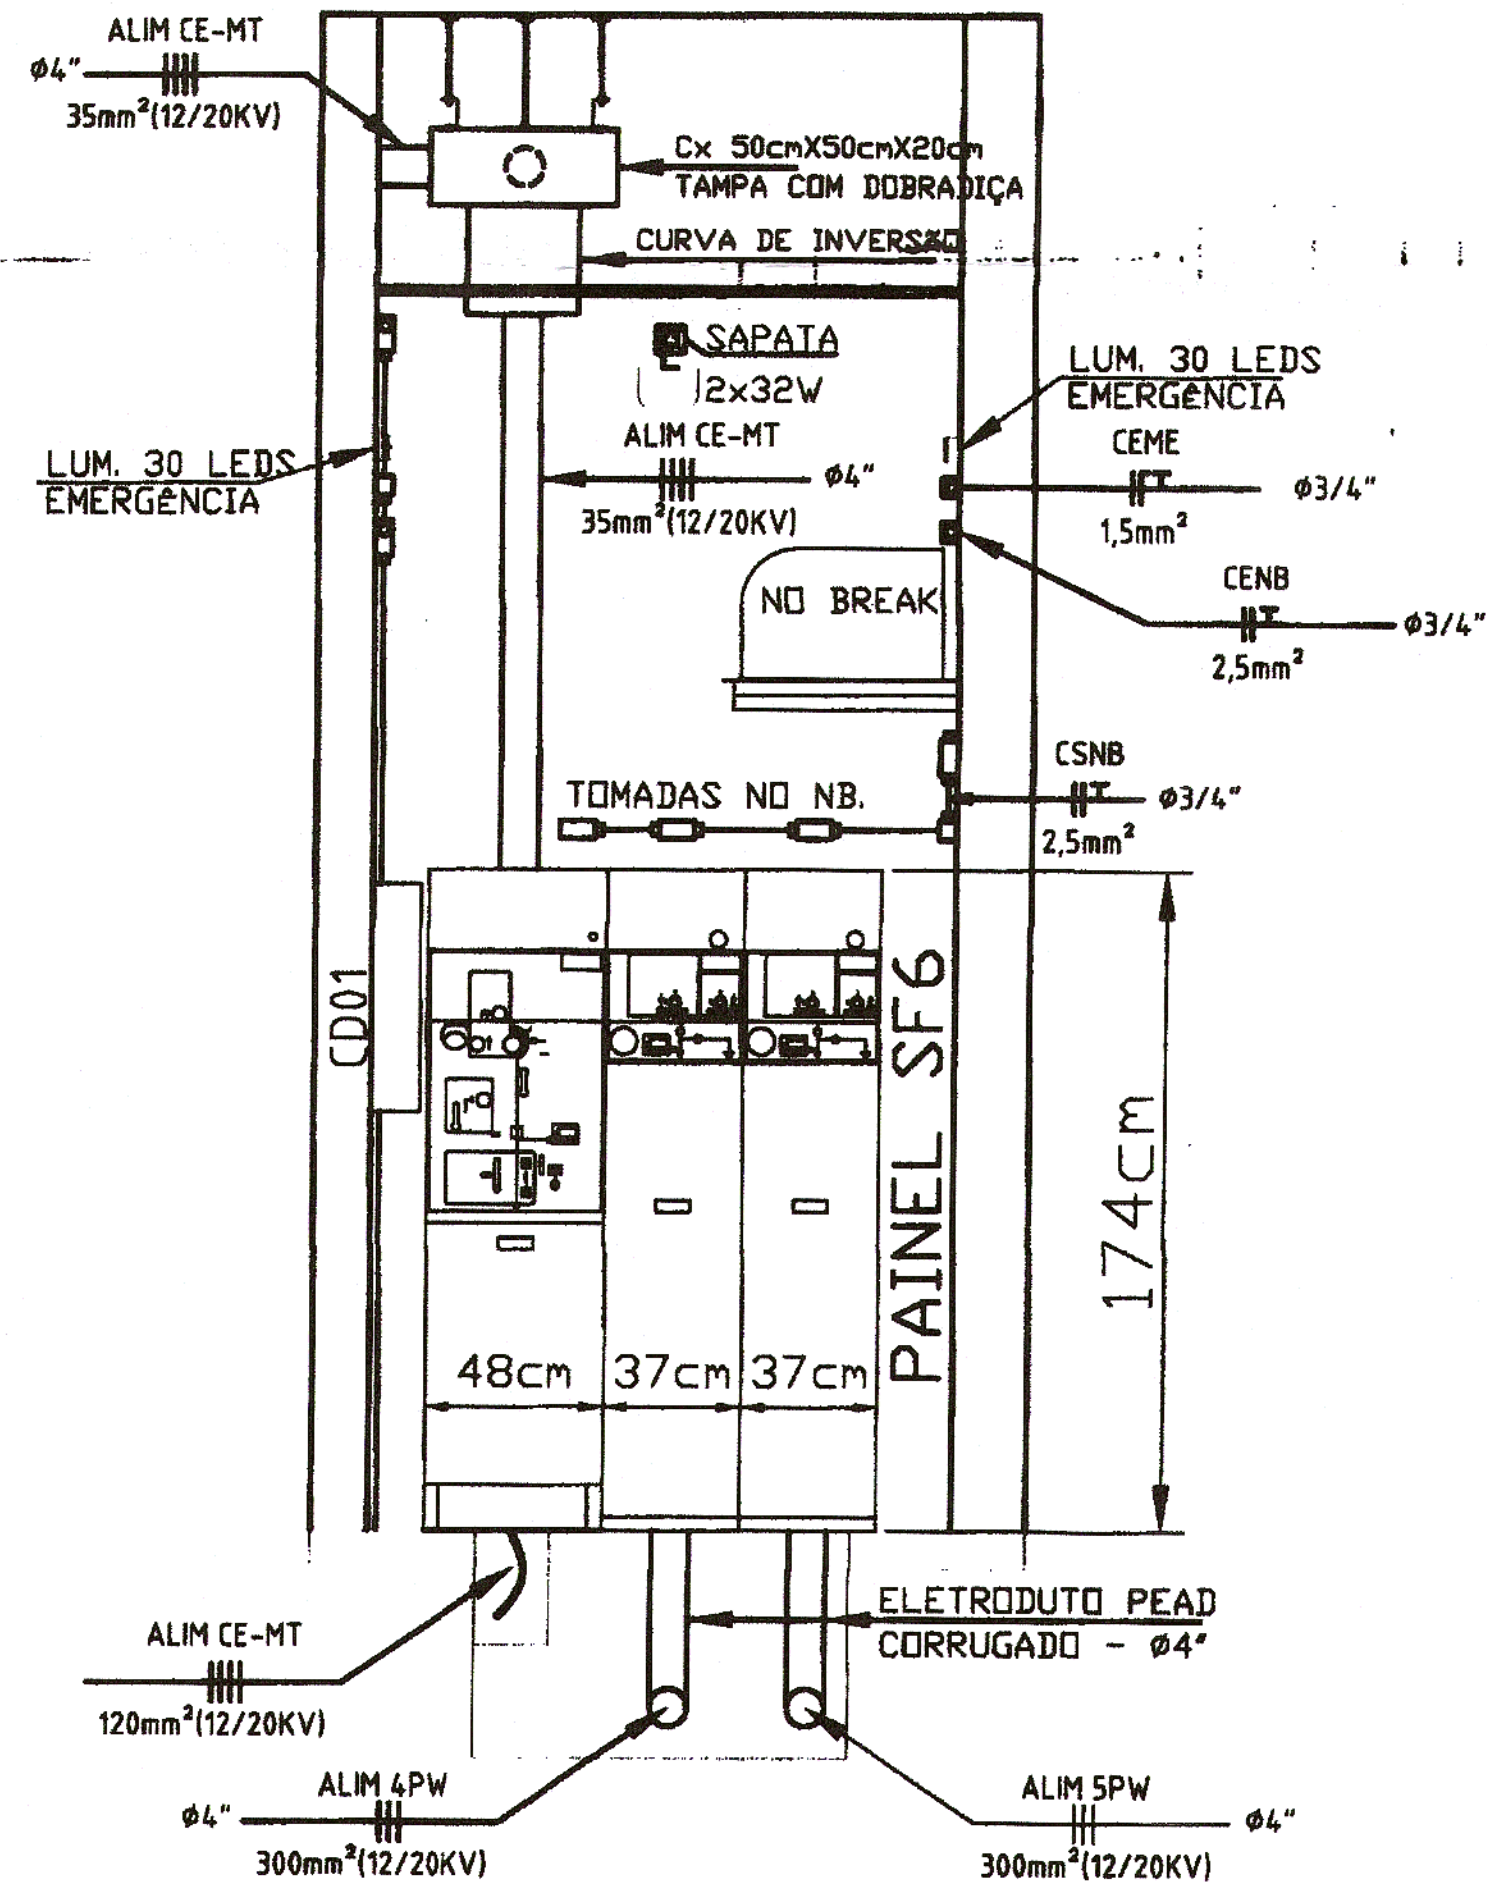 ALIM CE-MT
Ø4"
35mm²(12/20KV)
Cx 50cmX50cmX20cm
TAMPA COM DOBRADIÇA
CURVA DE INVERSÃO
SAPATA
2x32W
LUM. 30 LEDS
EMERGÊNCIA
ALIM CE-MT
Ø4"
35mm²(12/20KV)
LUM. 30 LEDS
EMERGÊNCIA
CEME
Ø3/4"
1,5mm²
NO BREAK
CENB
Ø3/4"
2,5mm²
CSNB
Ø3/4"
2,5mm²
TOMADAS NO NB.
CD01
PAINEL SF6
174cm
48cm
37cm
37cm
ELETRODUTO PEAD
CORRUGADO - Ø4"
ALIM CE-MT
120mm²(12/20KV)
ALIM 4PW
Ø4"
300mm²(12/20KV)
ALIM 5PW
Ø4"
300mm²(12/20KV)